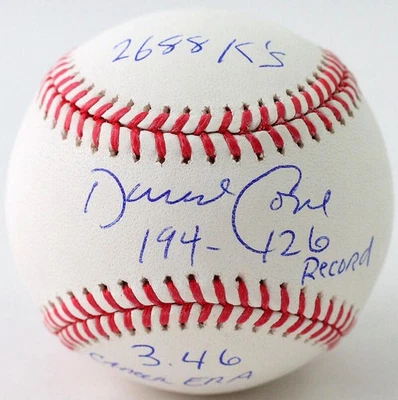 2688 K's
David Cone
194-126
Record
3.46
Career ERA